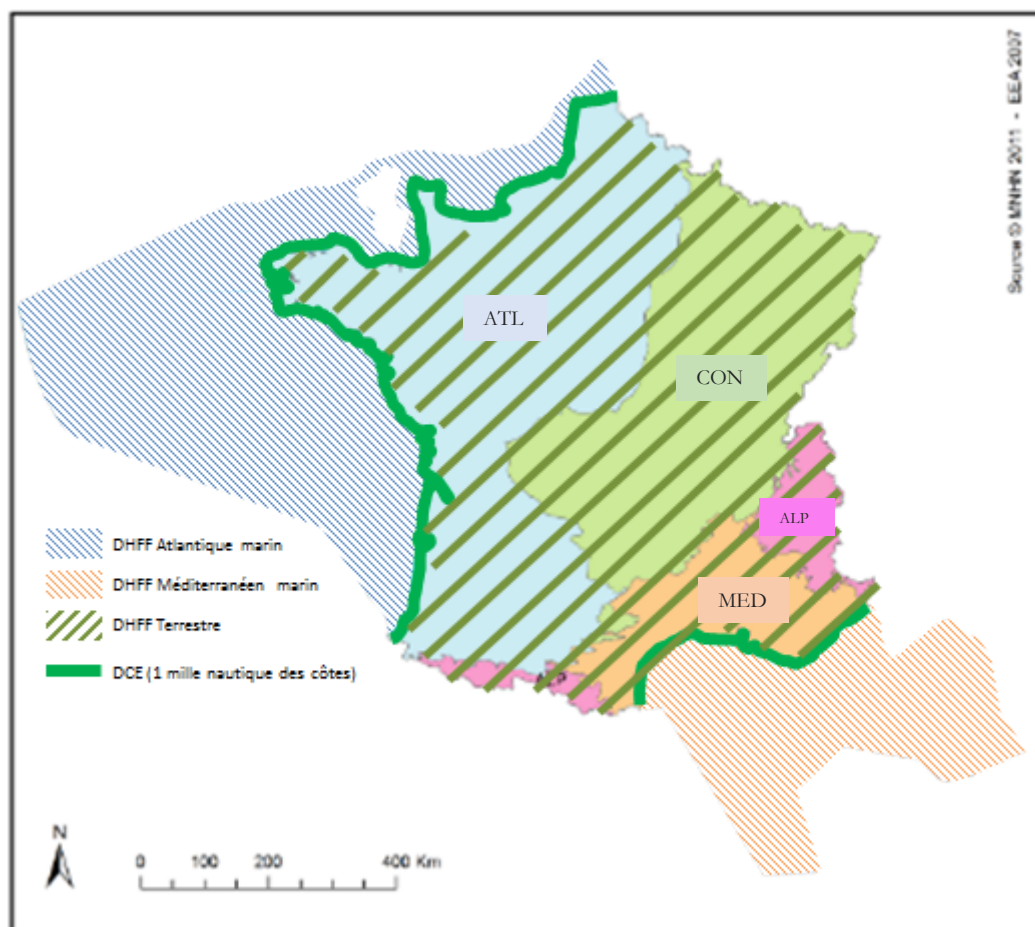 Source © MNHN 2011 - EEA 2007
ATL
CON
ALP
MED
ALP
DHFF Atlantique marin
DHFF Méditerranéen marin
DHFF Terrestre
DCE (1 mille nautique des côtes)
N
0 100 200 400 Km